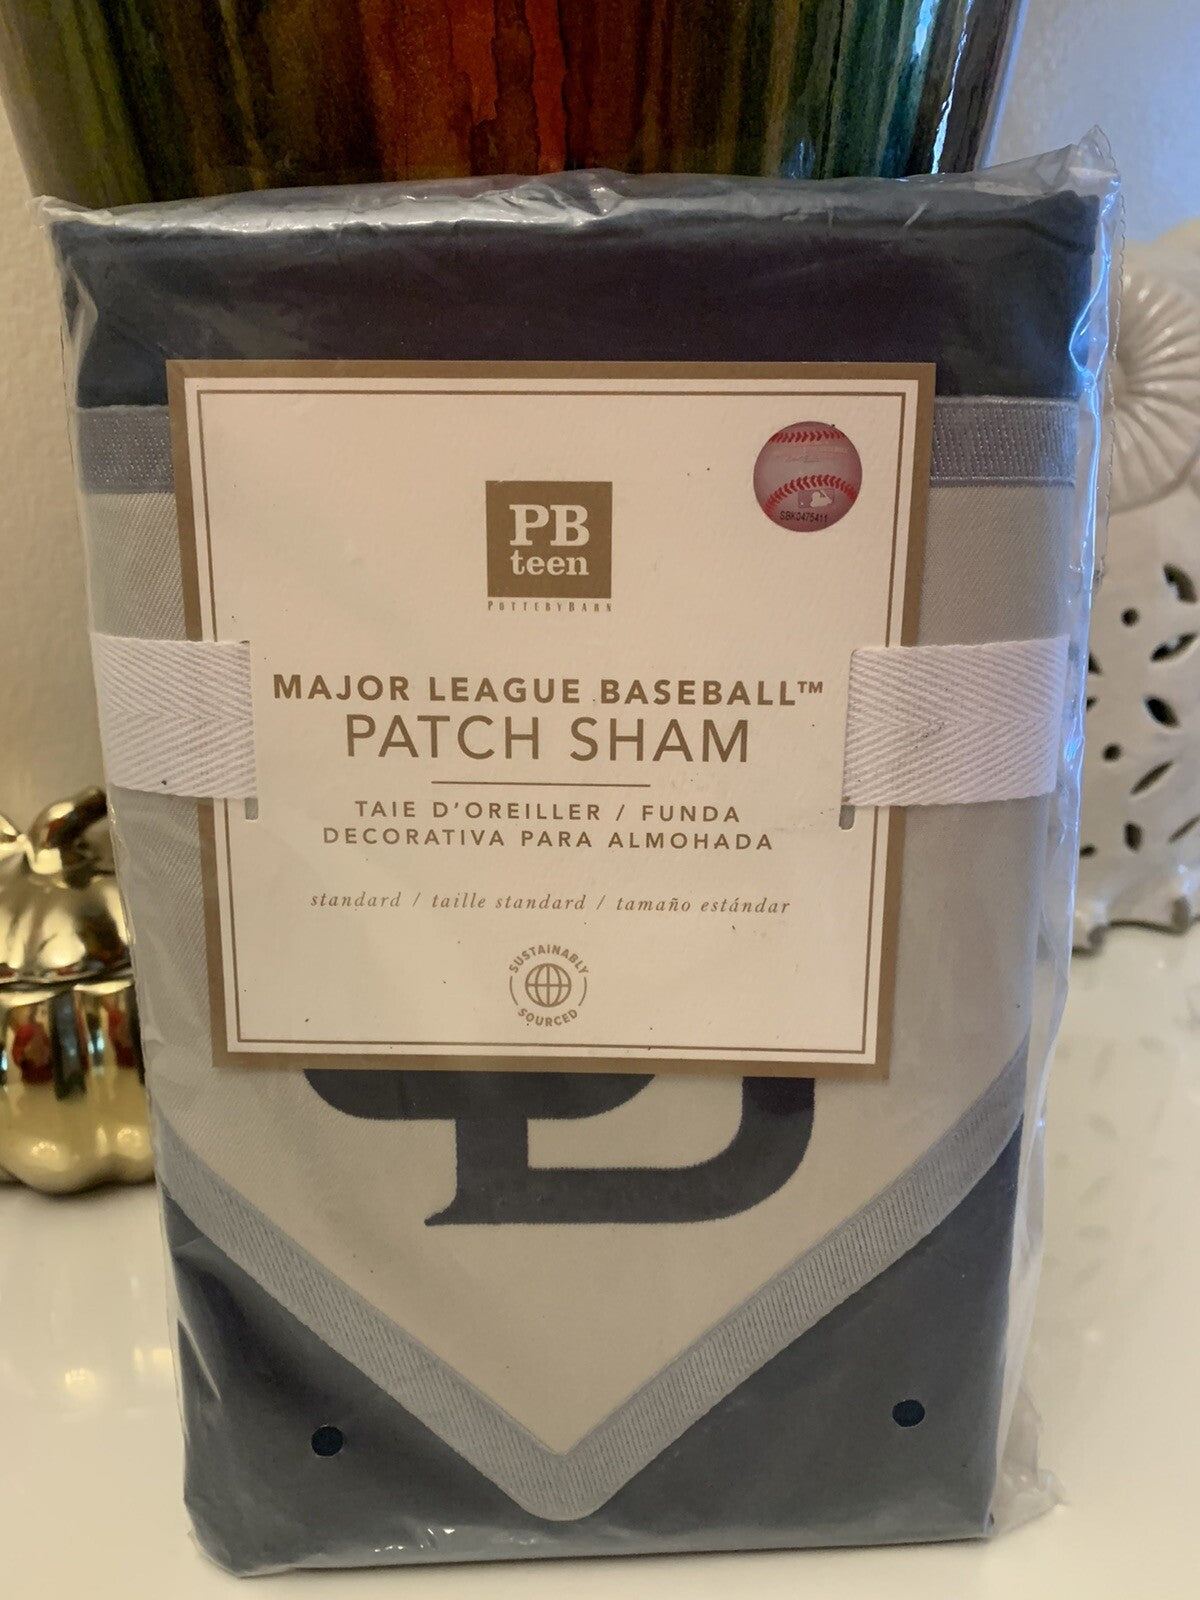 SBK0475411
PB
teen
POTTERYBARN
MAJOR LEAGUE BASEBALL™
PATCH SHAM
TAIE D'OREILLER / FUNDA
DECORATIVA PARA ALMOHADA
standard / taille standard / tamaño estándar
SUSTAINABLY
SOURCED